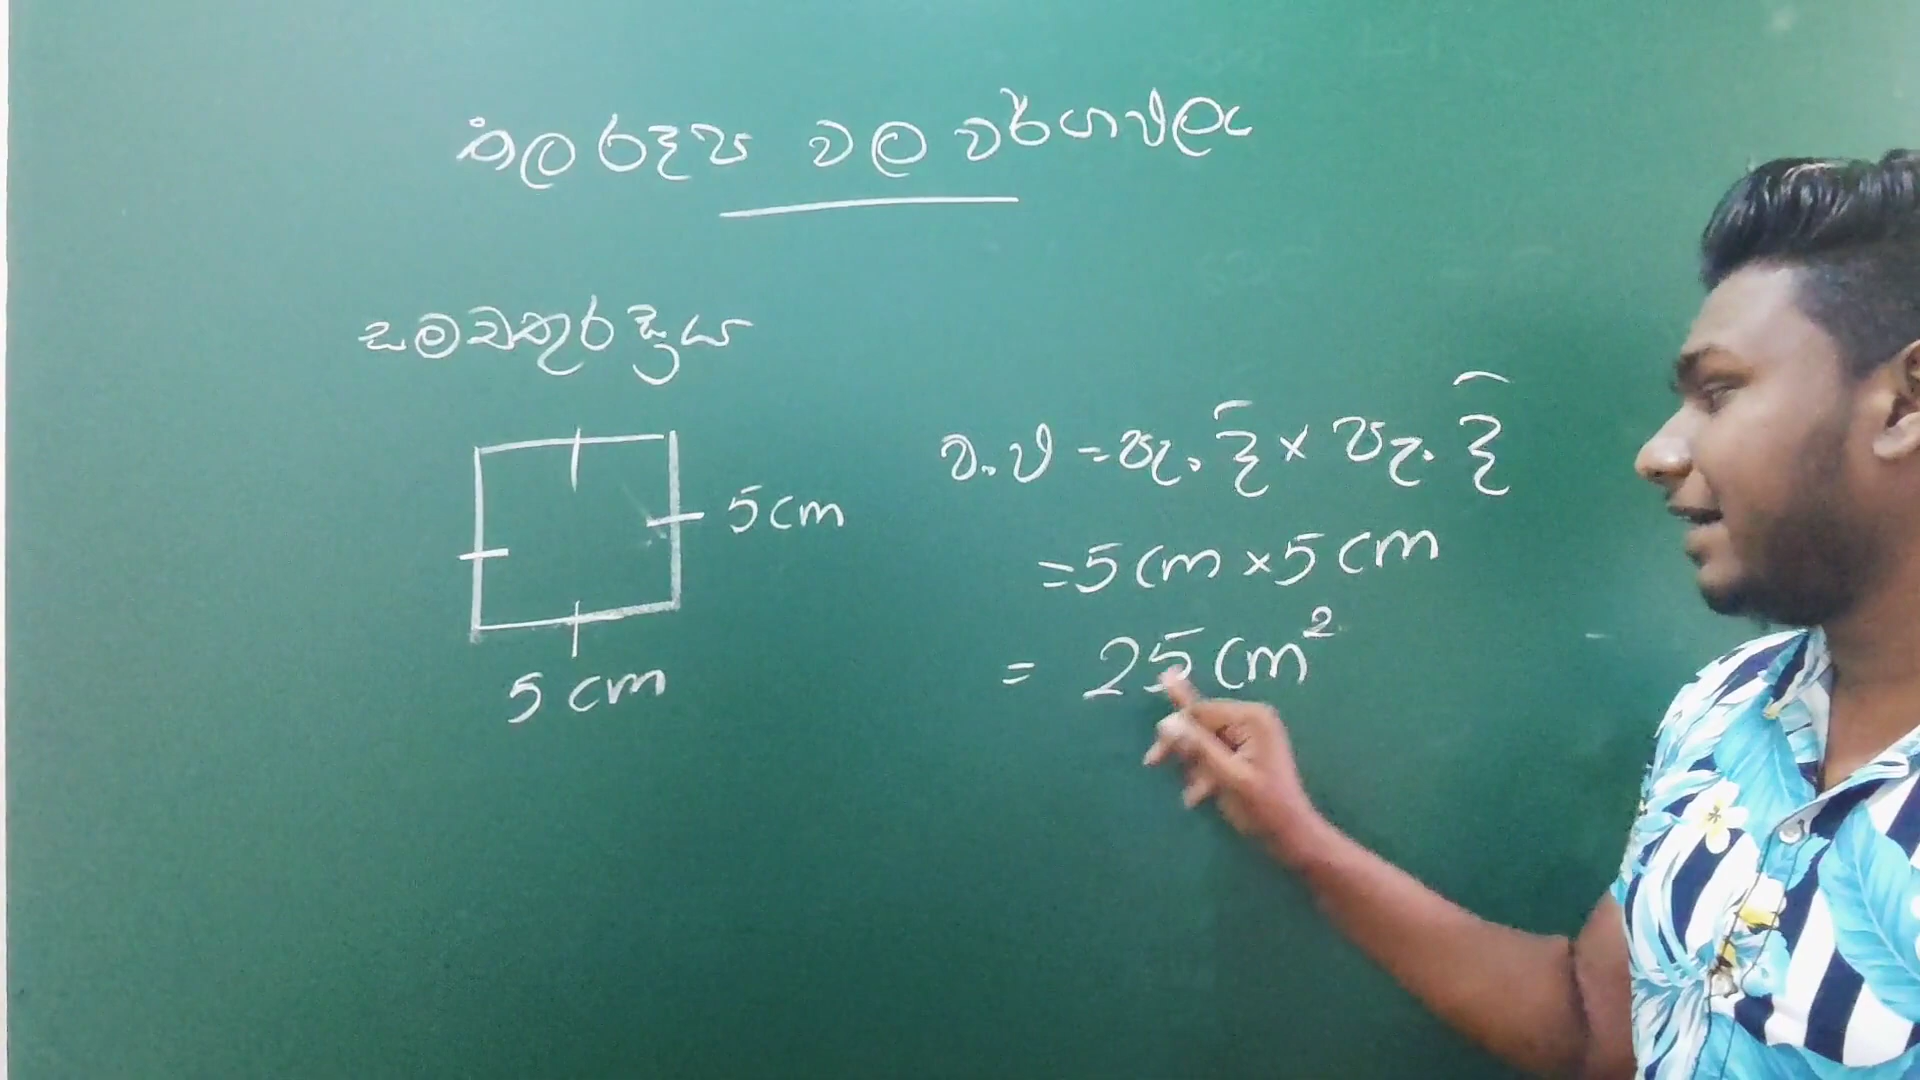 තල රූප වල වර්ගඵලය
සමචතුරස්‍රය
5 cm
5 cm
ව.ඵ = පැ. දි × පැ. දි
= 5 cm × 5 cm
= 25 cm²